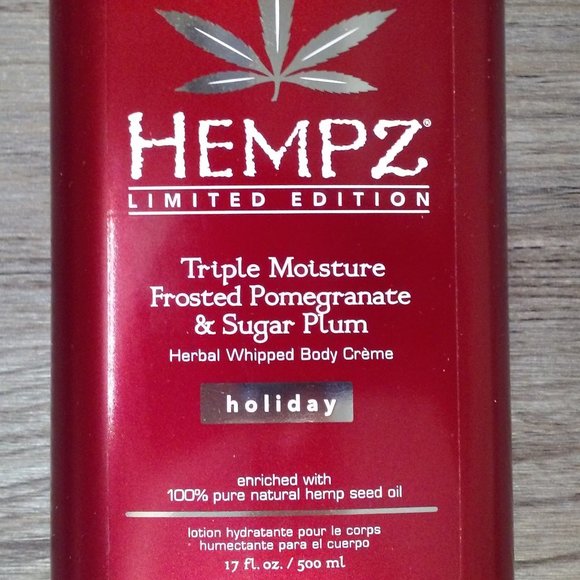 HEMPZ®
LIMITED EDITION
Triple Moisture
Frosted Pomegranate
& Sugar Plum
Herbal Whipped Body Crème
holiday
enriched with
100% pure natural hemp seed oil
lotion hydratante pour le corps
humectante para el cuerpo
17 fl. oz. / 500 ml